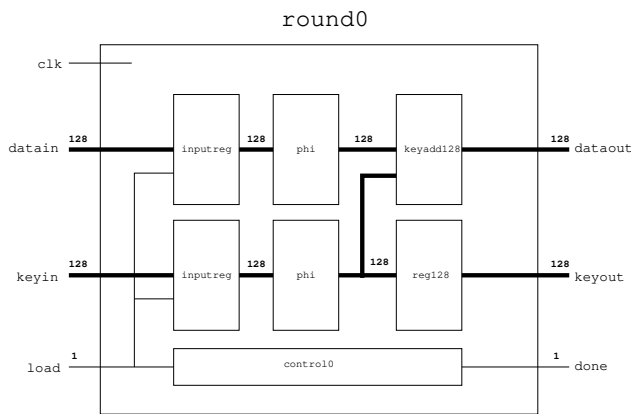 round0
clk
128 128 128 128
datain inputreg phi keyadd128 dataout
128 128 128 128
keyin inputreg phi reg128 keyout
1 1
load control0 done